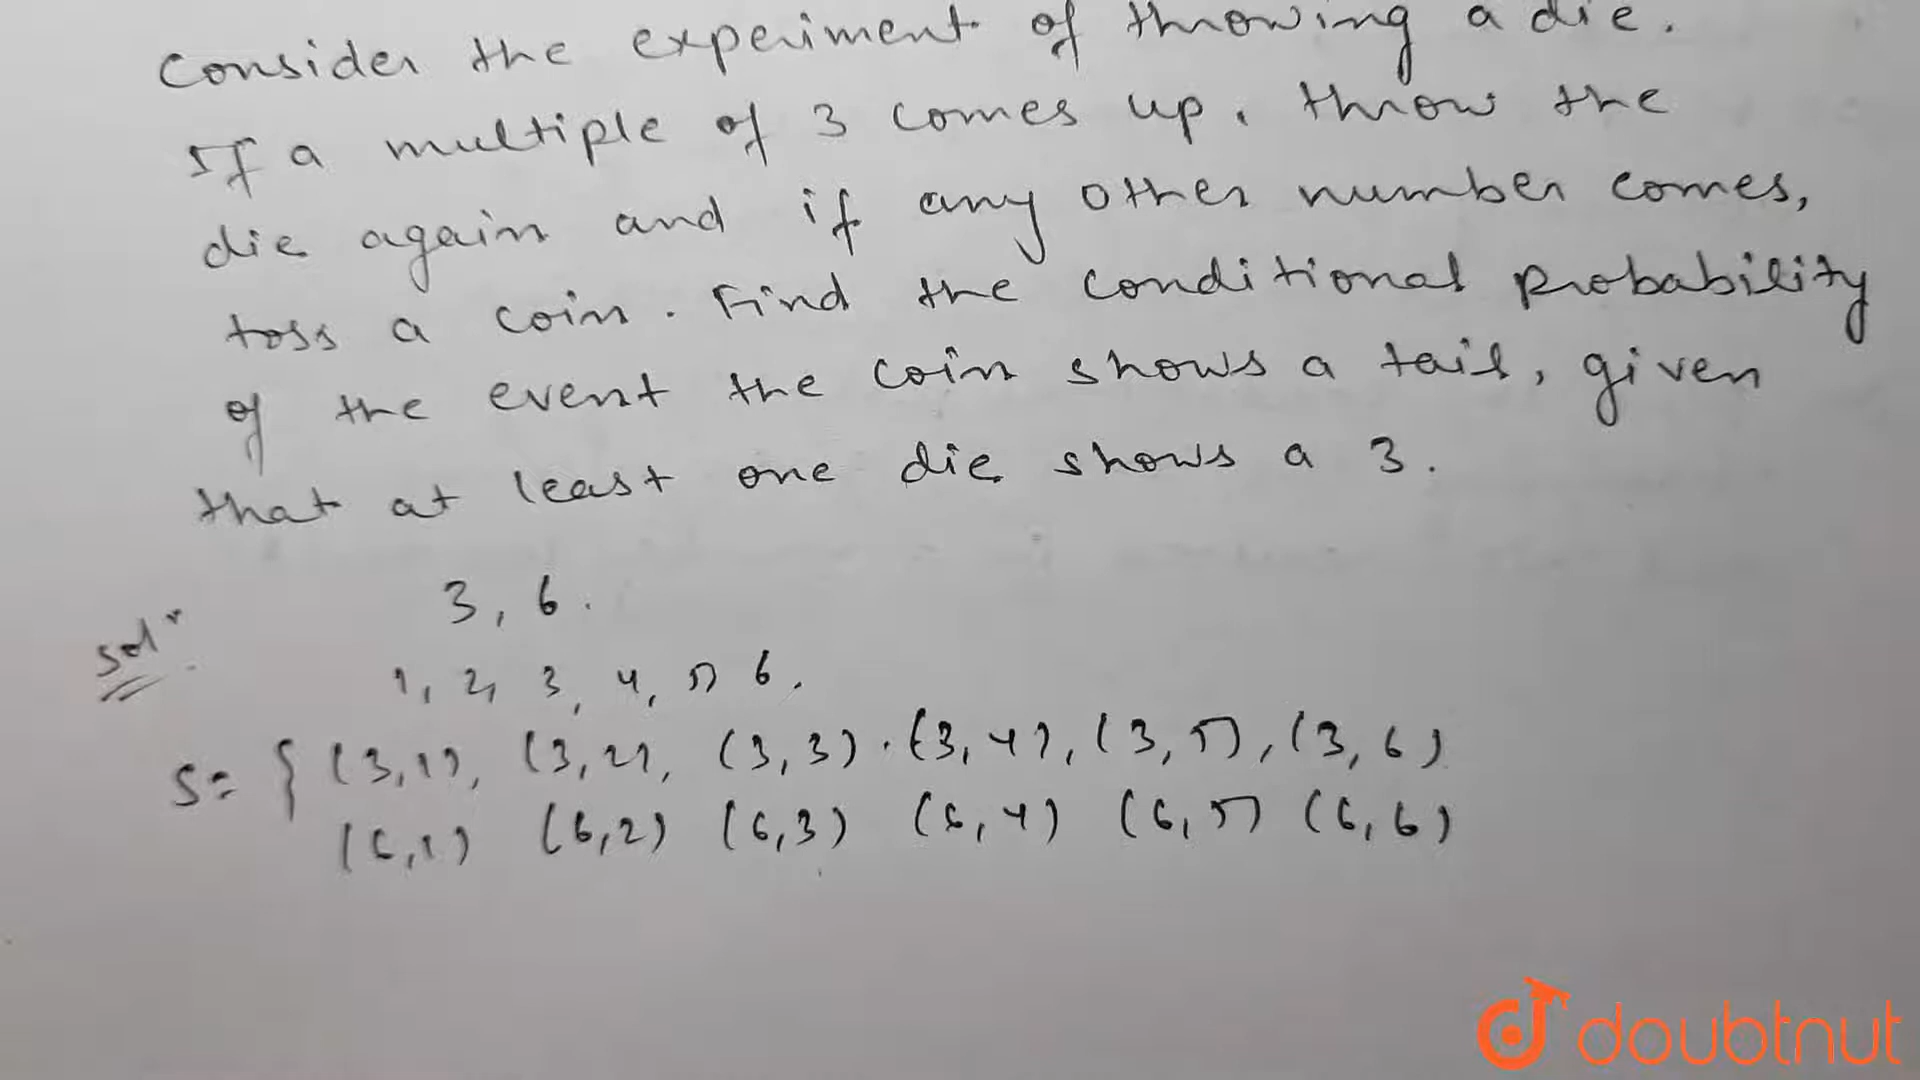 Consider the experiment of throwing a die.
If a multiple of 3 comes up, throw the
die again and if any other number comes,
toss a coin. Find the conditional probability
of the event the coin shows a tail, given
that at least one die shows a 3.
3, 6.
Solⁿ
1, 2, 3, 4, 5, 6.
S = { (3,1), (3,2), (3,3), (3,4), (3,5), (3,6)
(6,1) (6,2) (6,3) (6,4) (6,5) (6,6)
doubtnut